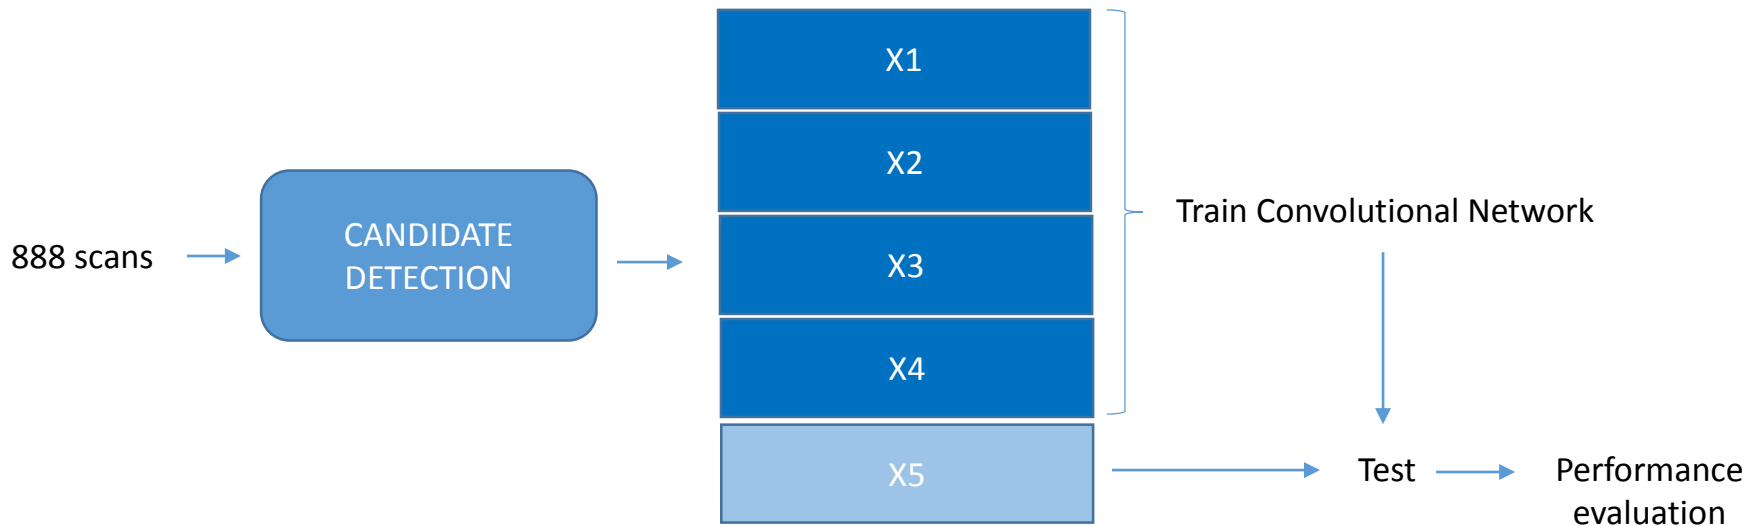 888 scans
CANDIDATE
DETECTION
X1
X2
X3
X4
X5
Train Convolutional Network
Test
Performance
evaluation